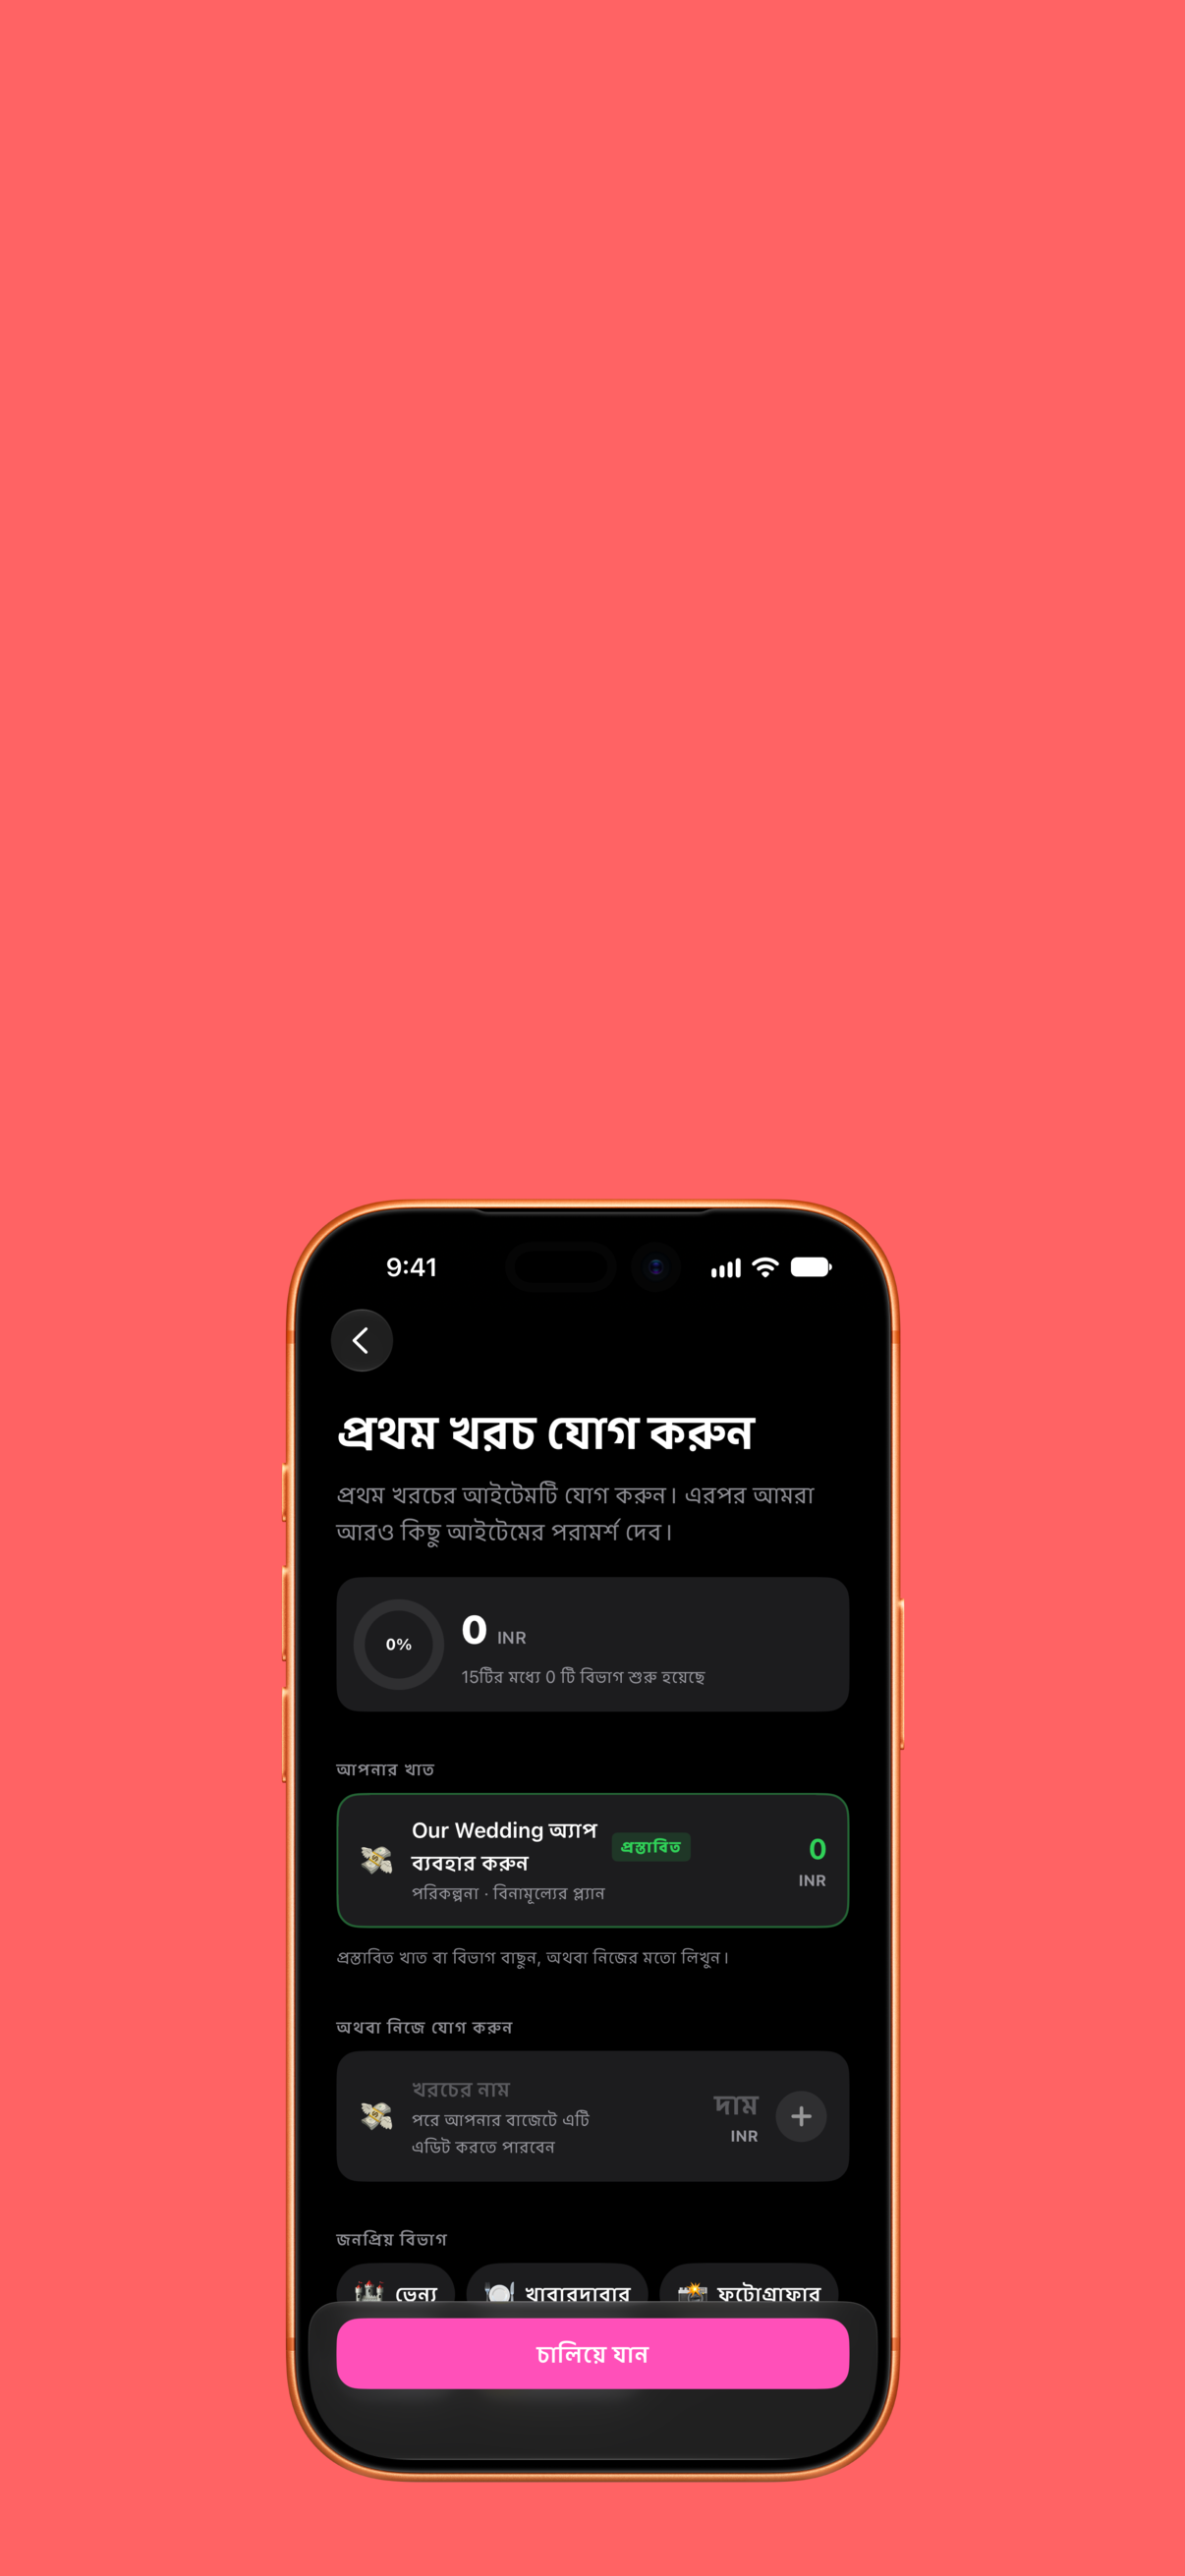 9:41
প্রথম খরচ যোগ করুন
প্রথম খরচের আইটেমটি যোগ করুন। এরপর আমরা
আরও কিছু আইটেমের পরামর্শ দেব।
0%
0 INR
15টির মধ্যে 0 টি বিভাগ শুরু হয়েছে
আপনার খাত
Our Wedding অ্যাপ
ব্যবহার করুন
প্রস্তাবিত
পরিকল্পনা · বিনামূল্যের প্ল্যান
0
INR
প্রস্তাবিত খাত বা বিভাগ বাছুন, অথবা নিজের মতো লিখুন।
অথবা নিজে যোগ করুন
খরচের নাম
পরে আপনার বাজেটে এটি
এডিট করতে পারবেন
দাম
INR
জনপ্রিয় বিভাগ
ভেন্যু খাবারদাবার ফটোগ্রাফার
চালিয়ে যান